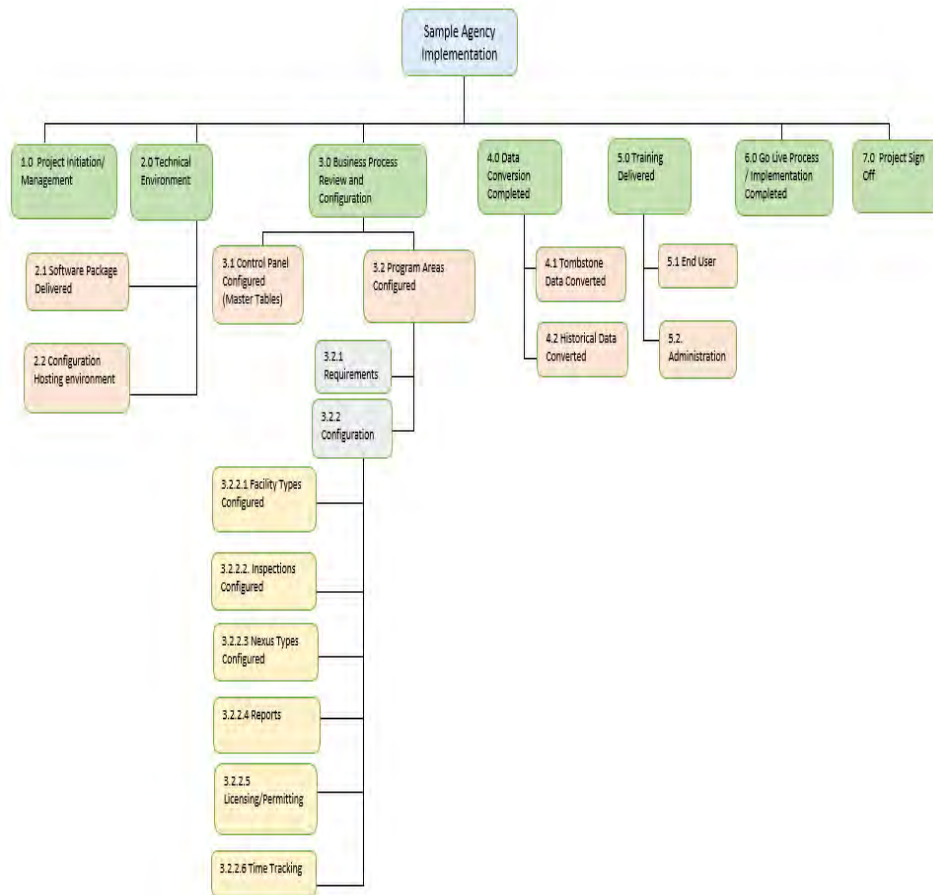 Sample Agency
Implementation
1.0 Project Initiation/
Management
2.0 Technical
Environment
3.0 Business Process
Review and
Configuration
4.0 Data
Conversion
Completed
5.0 Training
Delivered
6.0 Go Live Process
/ Implementation
Completed
7.0 Project Sign
Off
2.1 Software Package
Delivered
2.2 Configuration
Hosting environment
3.1 Control Panel
Configured
(Master Tables)
3.2 Program Areas
Configured
3.2.1
Requirements
3.2.2
Configuration
3.2.2.1 Facility Types
Configured
3.2.2.2. Inspections
Configured
3.2.2.3 Nexus Types
Configured
3.2.2.4 Reports
3.2.2.5
Licensing/Permitting
3.2.2.6 Time Tracking
4.1 Tombstone
Data Converted
4.2 Historical Data
Converted
5.1 End User
5.2.
Administration